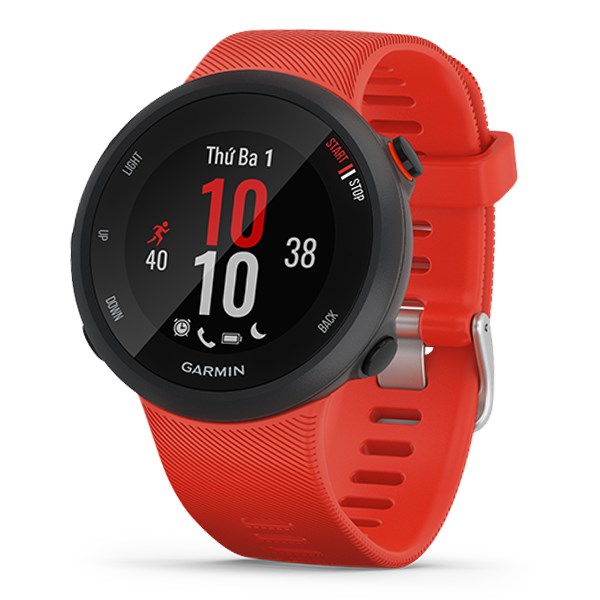 Thứ Ba 1
START
STOP
LIGHT
10
UP
40
38
10
DOWN
BACK
GARMIN